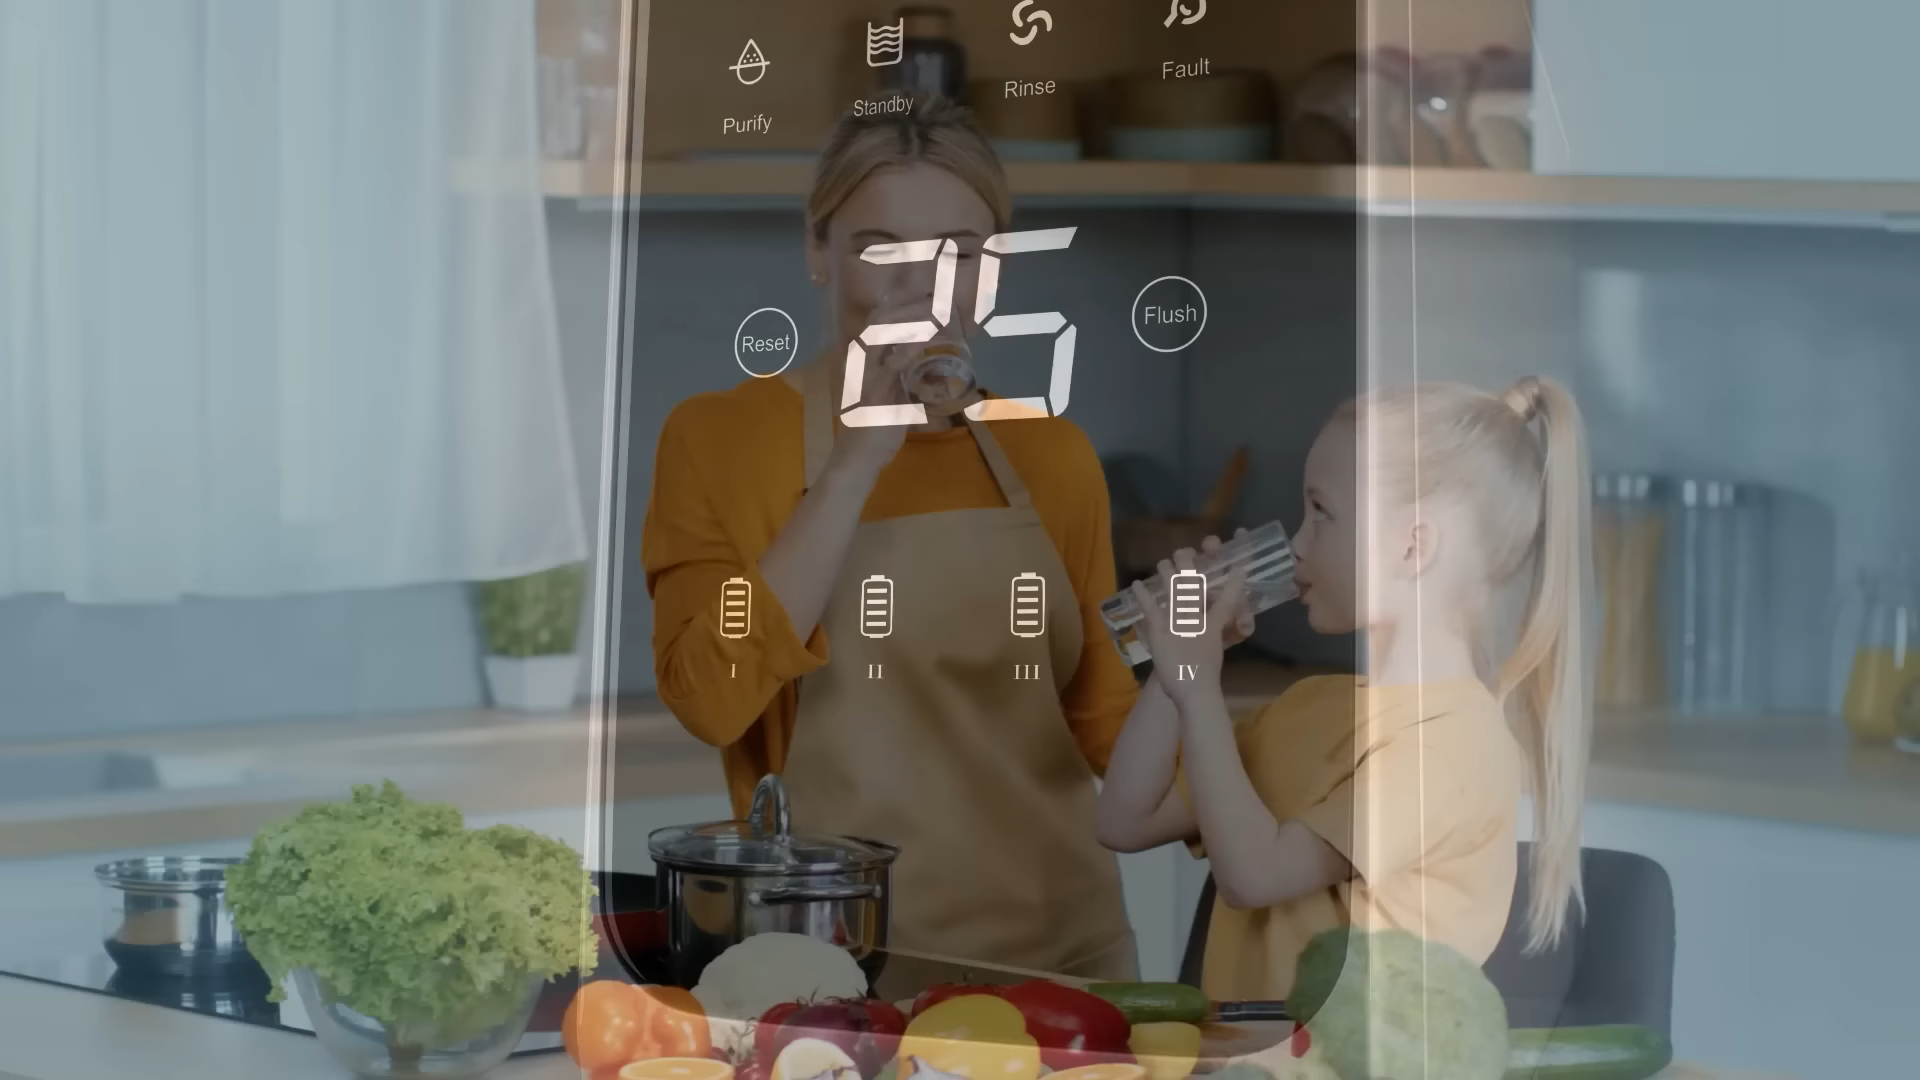 Purify
Standby
Rinse
Fault
Reset
25
Flush
I
II
III
IV